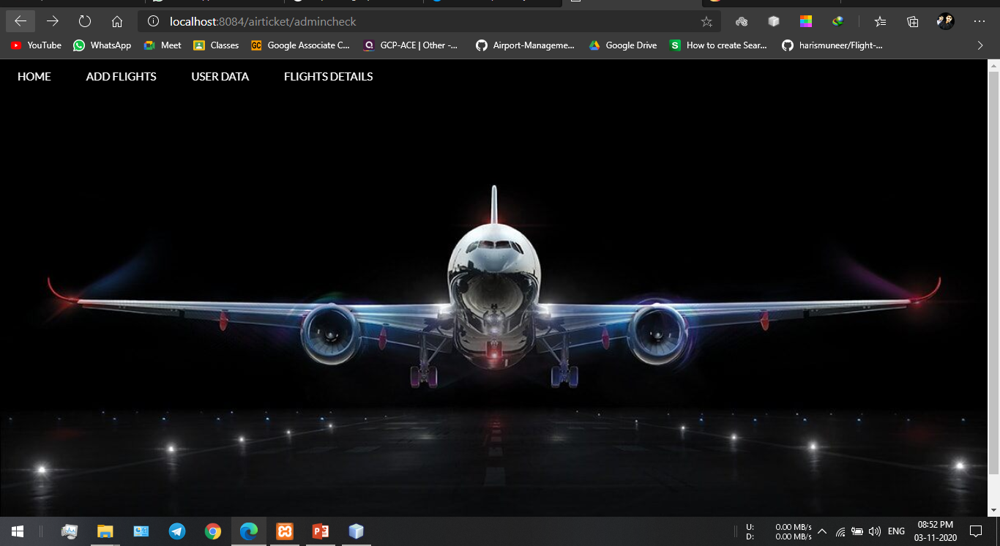 localhost:8084/airticket/admincheck
YouTube WhatsApp Meet Classes GC Google Associate C... Q GCP-ACE | Other -... Airport-Manageme... Google Drive S How to create Sear... harismuneer/Flight-...
HOME ADD FLIGHTS USER DATA FLIGHTS DETAILS
U: 0.00 MB/s
D: 0.00 MB/s
ENG
08:52 PM
03-11-2020